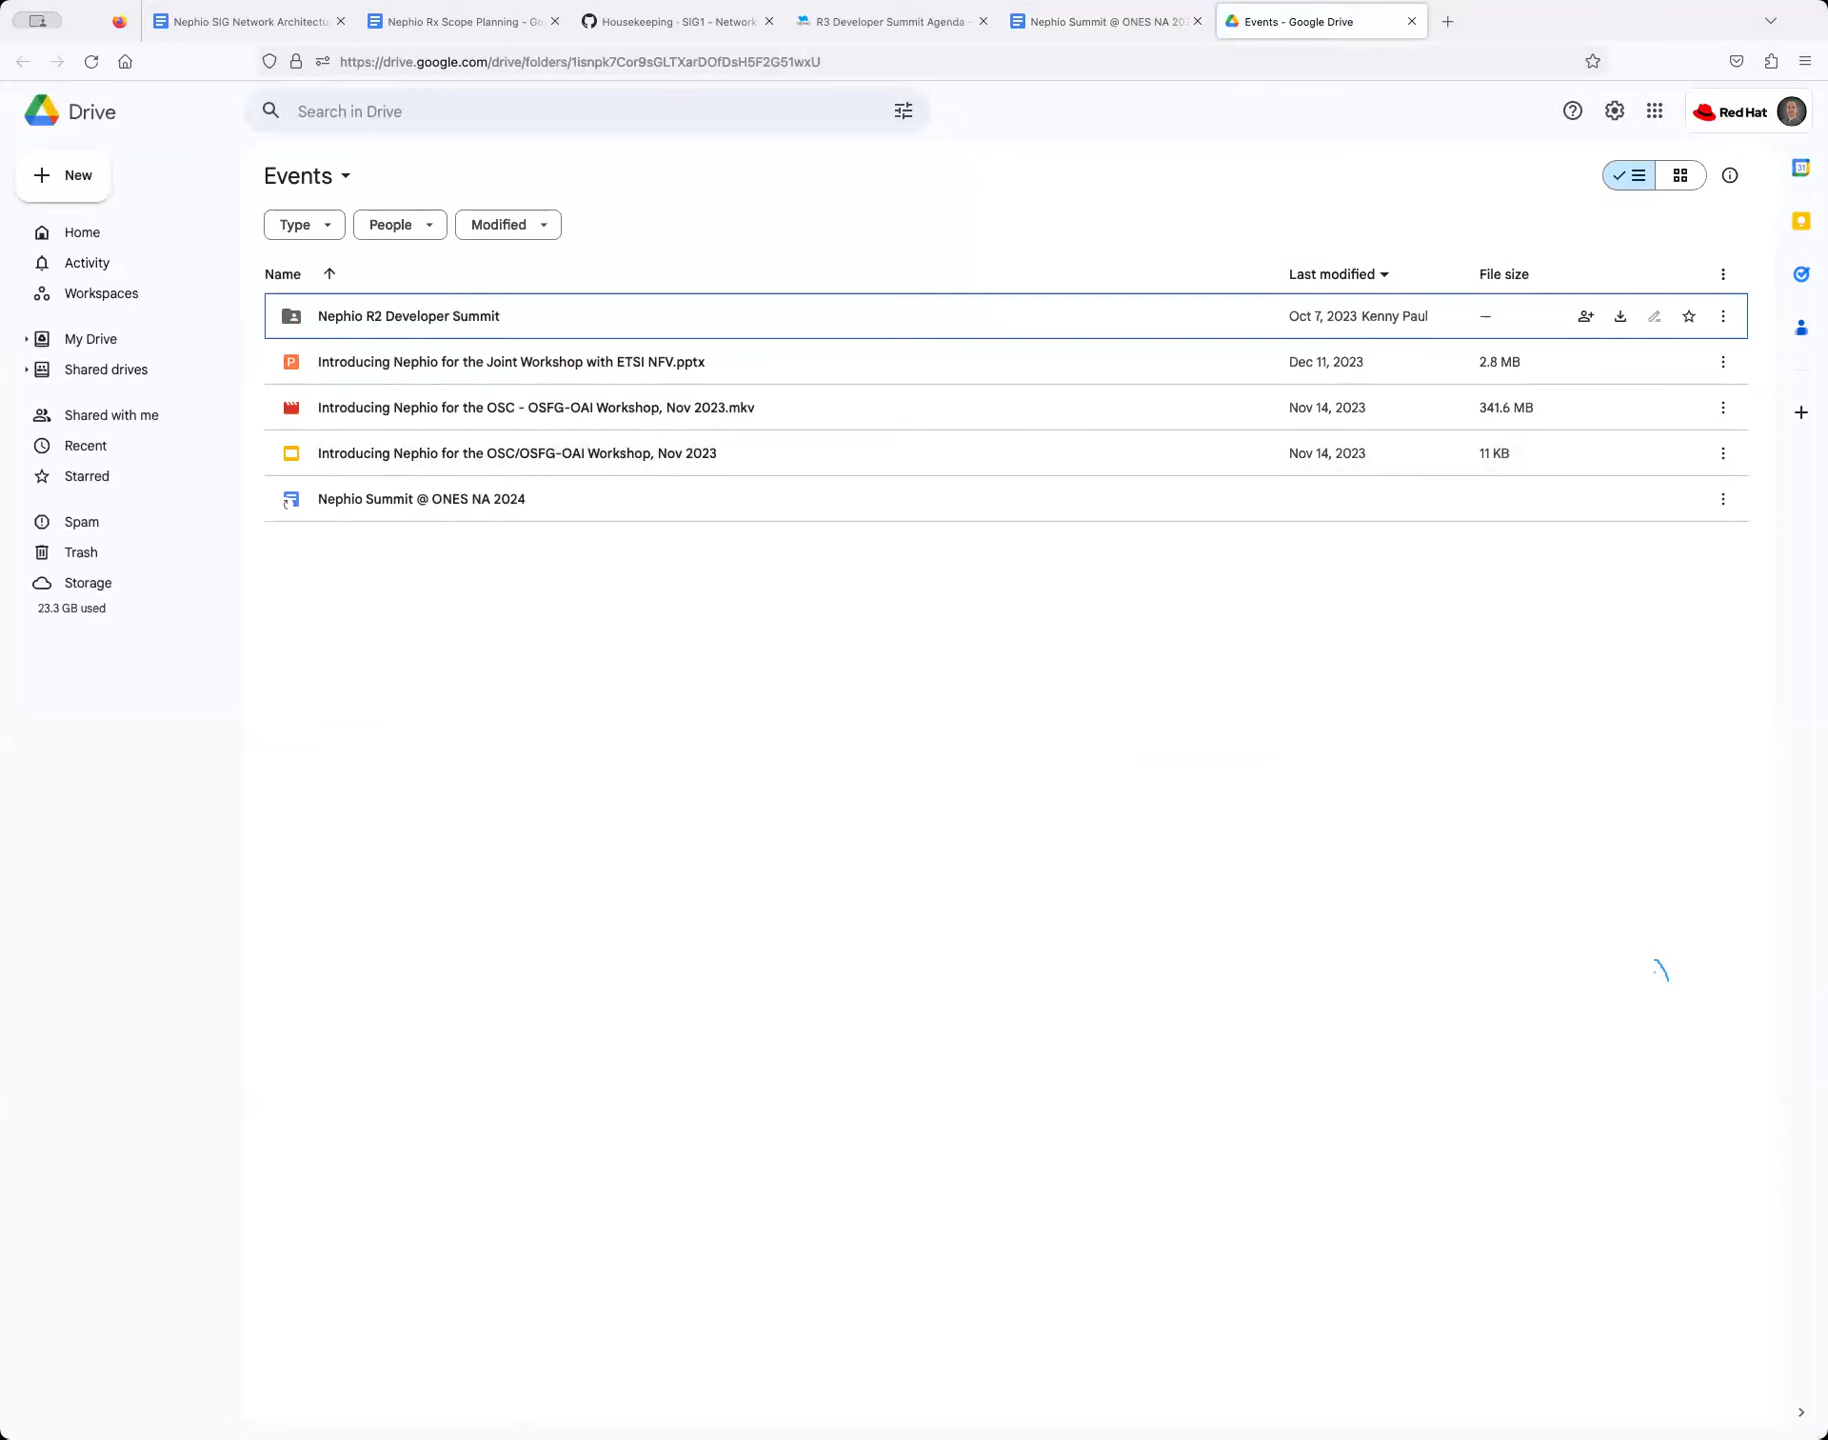 Nephio SIG Network Architectu
Nephio Rx Scope Planning - Go
Housekeeping · SIG1 - Network
R3 Developer Summit Agenda -
Nephio Summit @ ONES NA 202
Events - Google Drive
https://drive.google.com/drive/folders/1isnpk7Cor9sGLTXarDOfDsH5F2G51wxU
Drive
Search in Drive
Red Hat
New
Events
Type
People
Modified
Home
Activity
Workspaces
My Drive
Shared drives
Shared with me
Recent
Starred
Spam
Trash
Storage
23.3 GB used
Name Last modified File size
Nephio R2 Developer Summit Oct 7, 2023 Kenny Paul —
Introducing Nephio for the Joint Workshop with ETSI NFV.pptx Dec 11, 2023 2.8 MB
Introducing Nephio for the OSC - OSFG-OAI Workshop, Nov 2023.mkv Nov 14, 2023 341.6 MB
Introducing Nephio for the OSC/OSFG-OAI Workshop, Nov 2023 Nov 14, 2023 11 KB
Nephio Summit @ ONES NA 2024
31